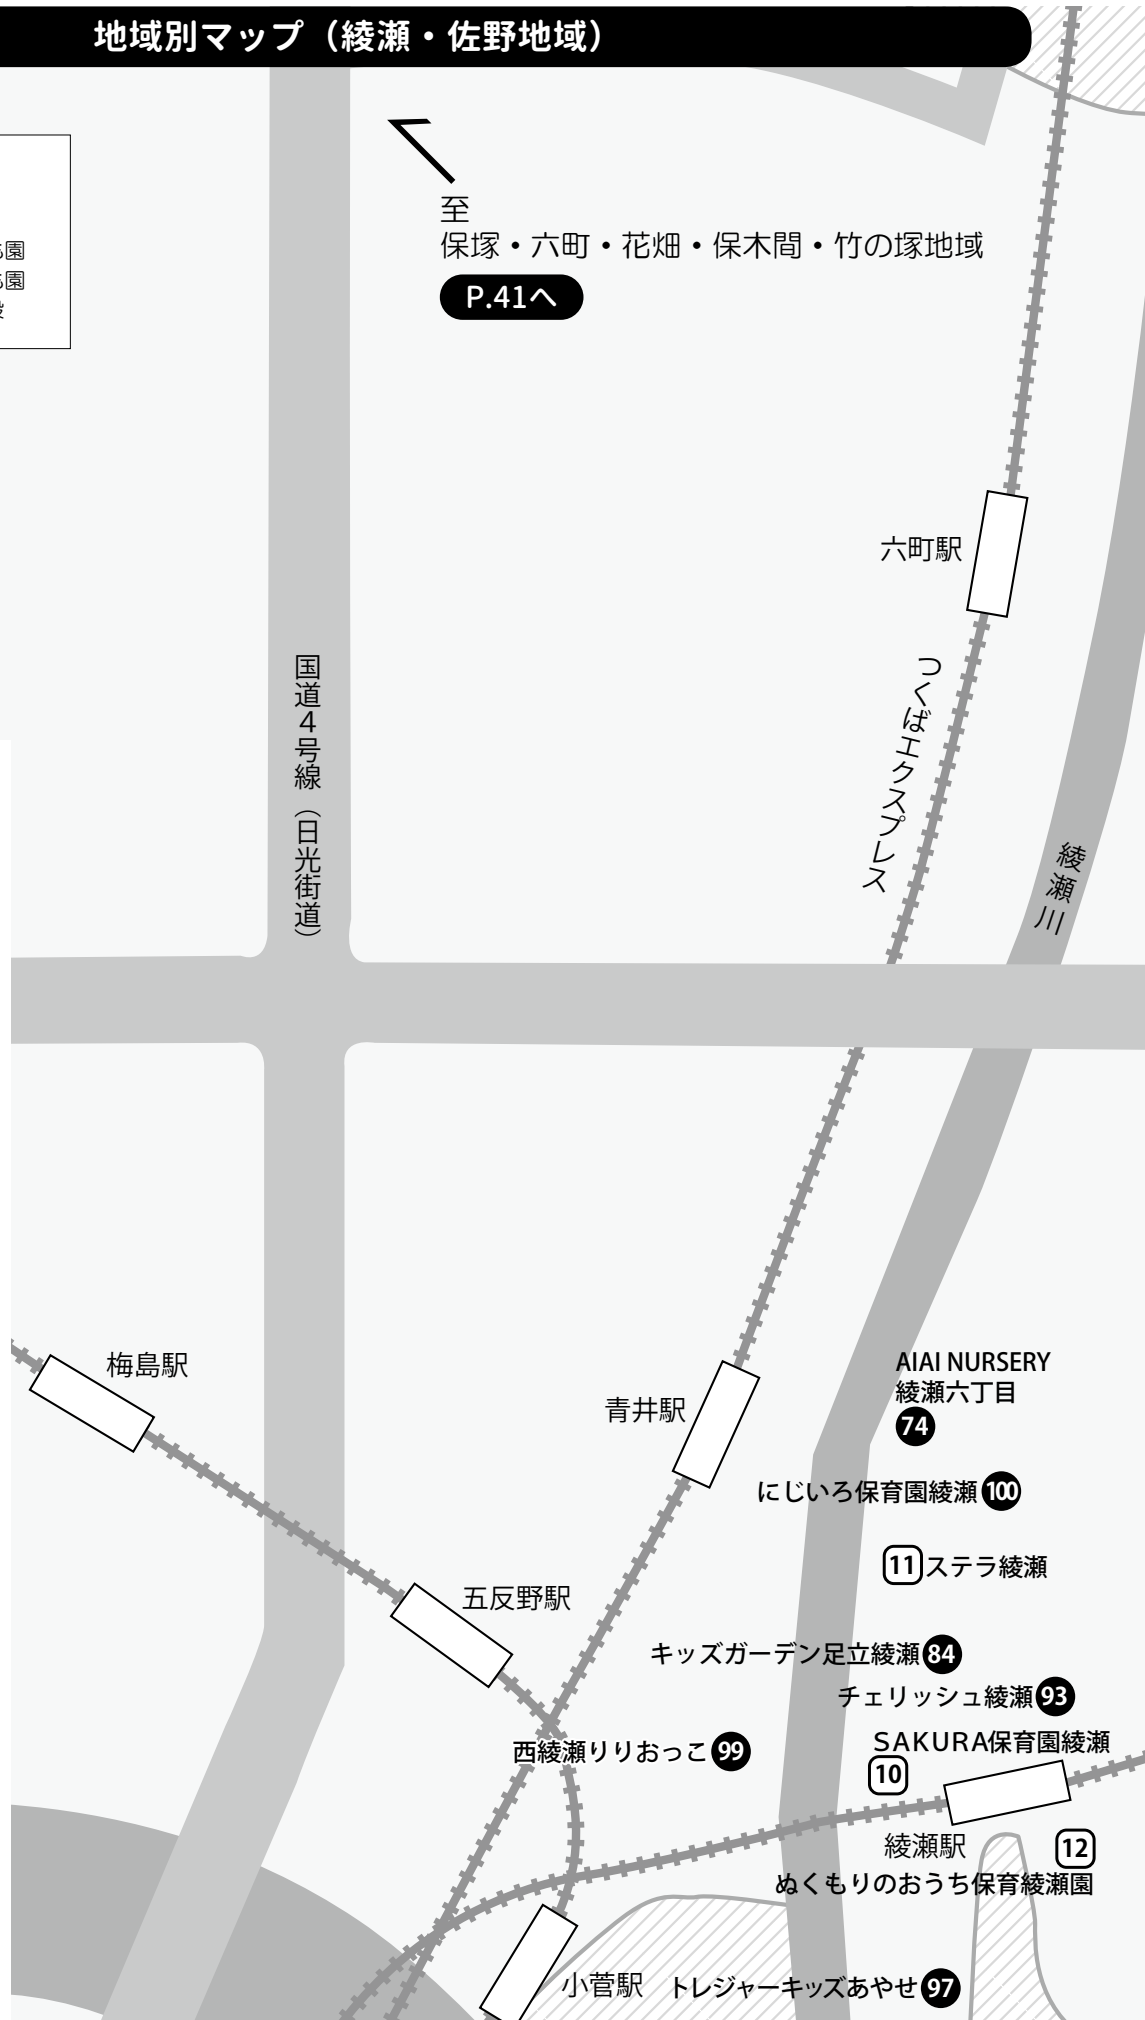 地域別マップ（綾瀬・佐野地域）
園
園
至
保塚・六町・花畑・保木間・竹の塚地域
P.41へ
六町駅
つくばエクスプレス
国道4号線（日光街道）
綾瀬川
梅島駅
青井駅
AIAI NURSERY
綾瀬六丁目
74
にじいろ保育園綾瀬 100
11 ステラ綾瀬
五反野駅
キッズガーデン足立綾瀬 84
チェリッシュ綾瀬 93
西綾瀬りりおっこ 99
SAKURA保育園綾瀬
10
綾瀬駅
12
ぬくもりのおうち保育綾瀬園
小菅駅
トレジャーキッズあやせ 97